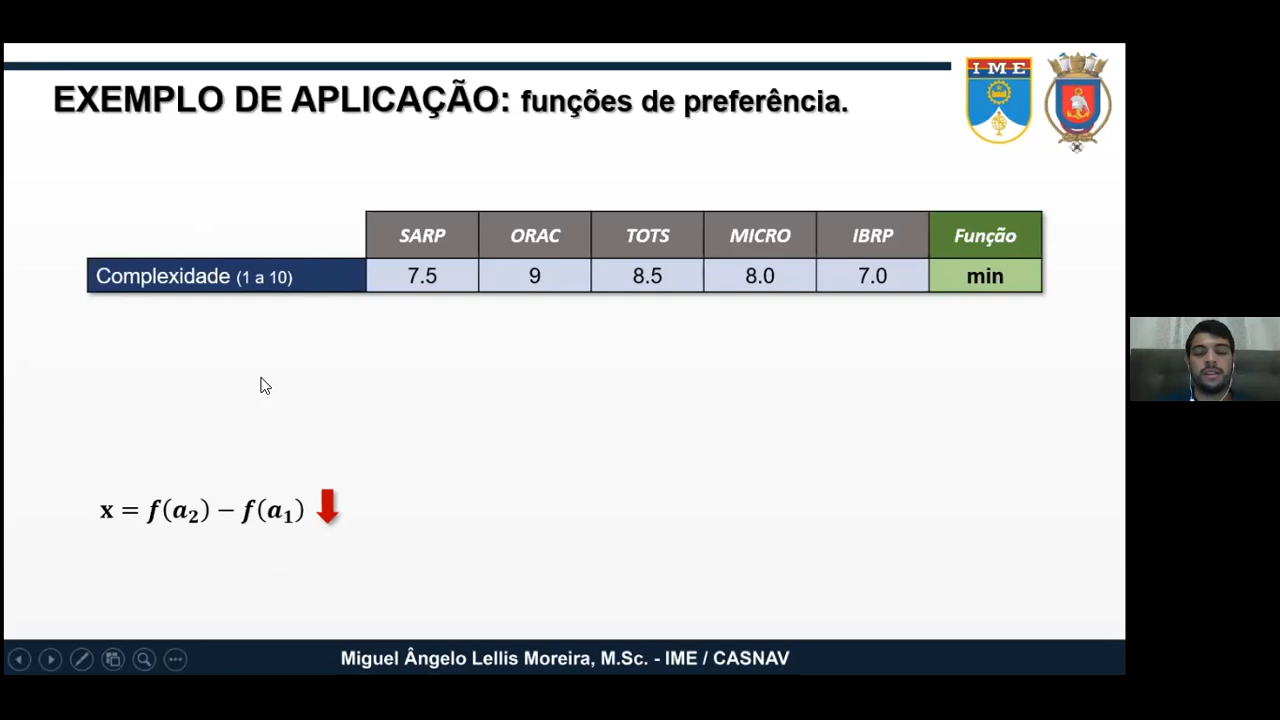 EXEMPLO DE APLICAÇÃO: funções de preferência.
I M E
SARP ORAC TOTS MICRO IBRP Função
Complexidade (1 a 10) 7.5 9 8.5 8.0 7.0 min
x = f(a₂) − f(a₁)
Miguel Ângelo Lellis Moreira, M.Sc. - IME / CASNAV